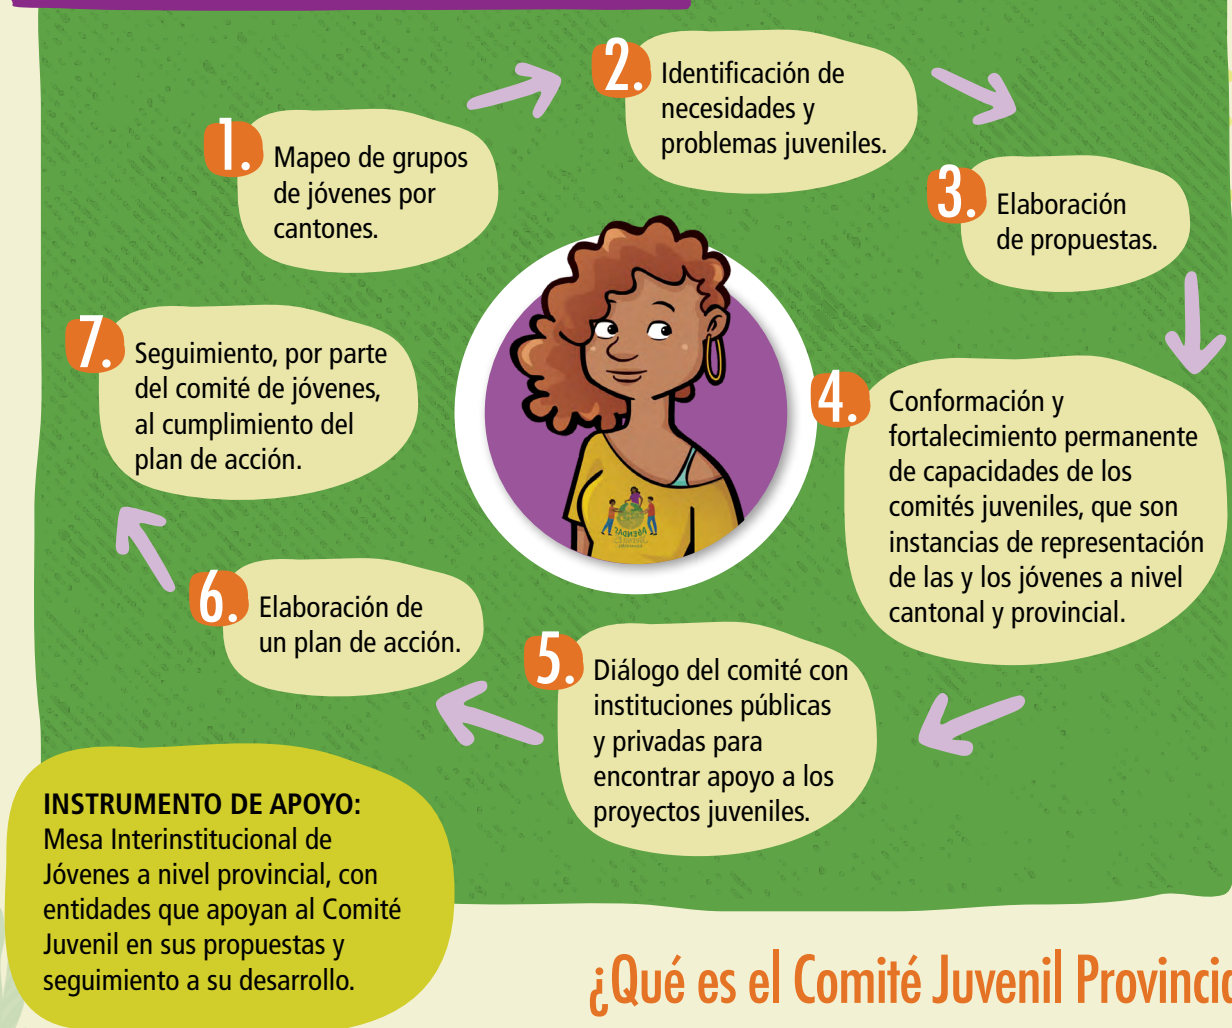 1. Mapeo de grupos
de jóvenes por
cantones.
2. Identificación de
necesidades y
problemas juveniles.
3. Elaboración
de propuestas.
4. Conformación y
fortalecimiento permanente
de capacidades de los
comités juveniles, que son
instancias de representación
de las y los jóvenes a nivel
cantonal y provincial.
5. Diálogo del comité con
instituciones públicas
y privadas para
encontrar apoyo a los
proyectos juveniles.
6. Elaboración de
un plan de acción.
7. Seguimiento, por parte
del comité de jóvenes,
al cumplimiento del
plan de acción.
INSTRUMENTO DE APOYO:
Mesa Interinstitucional de
Jóvenes a nivel provincial, con
entidades que apoyan al Comité
Juvenil en sus propuestas y
seguimiento a su desarrollo.
¿Qué es el Comité Juvenil